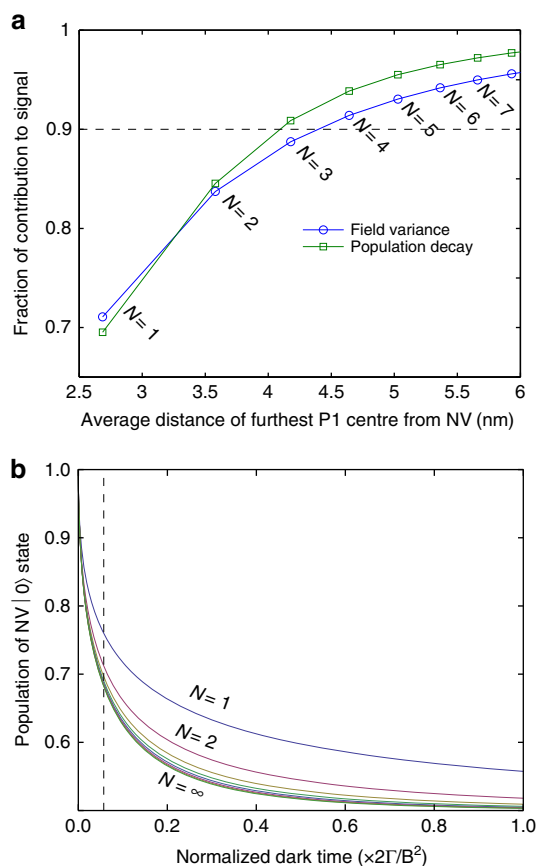 a
Fraction of contribution to signal
1
0.9
0.8
0.7
N = 1
N = 2
N = 3
N = 4
N = 5
N = 6
N = 7
Field variance
Population decay
2.5 3 3.5 4 4.5 5 5.5 6
Average distance of furthest P1 centre from NV (nm)
b
Population of NV |0⟩ state
1.0
0.9
0.8
0.7
0.6
N = 1
N = 2
N = ∞
0.0 0.2 0.4 0.6 0.8 1.0
Normalized dark time (×2Γ/B²)